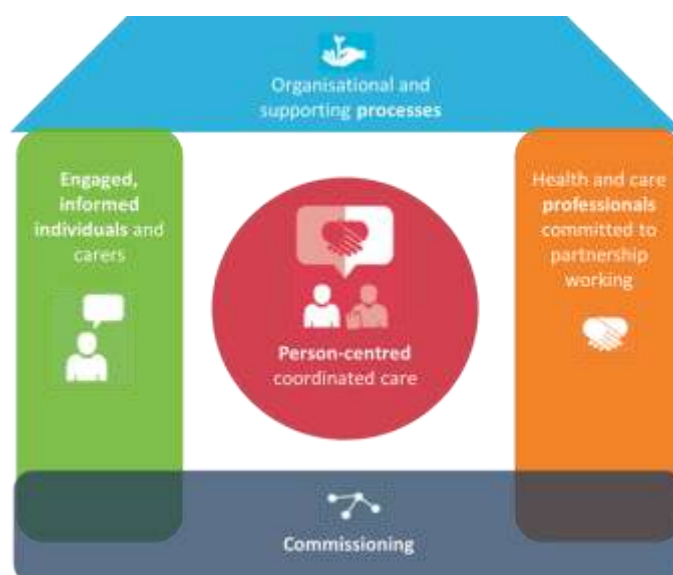 Organisational and
supporting processes
Engaged,
informed
individuals and
carers
Person-centred
coordinated care
Health and care
professionals
committed to
partnership
working
Commissioning